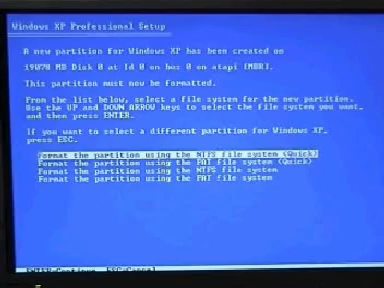 Windows XP Professional Setup
A new partition for Windows XP has been created on
19078 MB Disk 0 at Id 0 on bus 0 on atapi [MBR].
This partition must now be formatted.
From the list below, select a file system for the new partition.
Use the UP and DOWN ARROW keys to select the file system you want,
and then press ENTER.
If you want to select a different partition for Windows XP,
press ESC.
Format the partition using the NTFS file system (Quick)
Format the partition using the FAT file system (Quick)
Format the partition using the NTFS file system
Format the partition using the FAT file system
ENTER=Continue ESC=Cancel